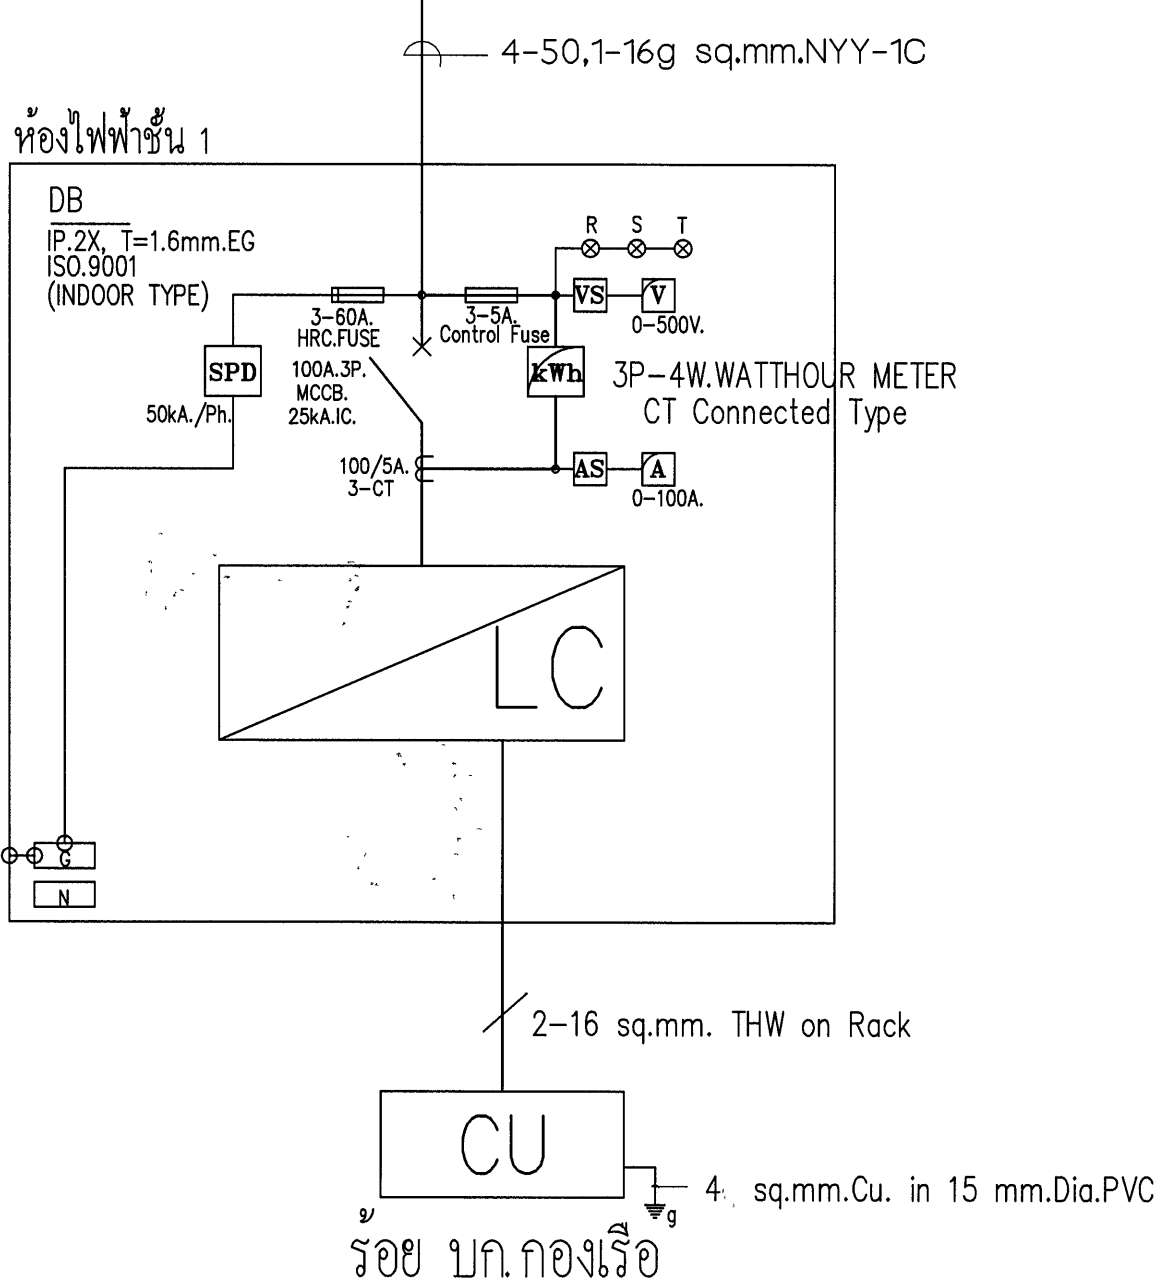 4-50,1-16g sq.mm.NYY-1C
ห้องไฟฟ้าชั้น 1
DB
IP.2X, T=1.6mm.EG
ISO.9001
(INDOOR TYPE)
R S T
VS V
0-500V.
3-60A.
HRC.FUSE
3-5A.
Control Fuse
SPD
50kA./Ph.
100A.3P.
MCCB.
25kA.IC.
kWh
3P-4W.WATTHOUR METER
CT Connected Type
100/5A.
3-CT
AS A
0-100A.
LC
G
N
2-16 sq.mm. THW on Rack
CU
4 sq.mm.Cu. in 15 mm.Dia.PVC
g
ร้อย บก.กองเรือ